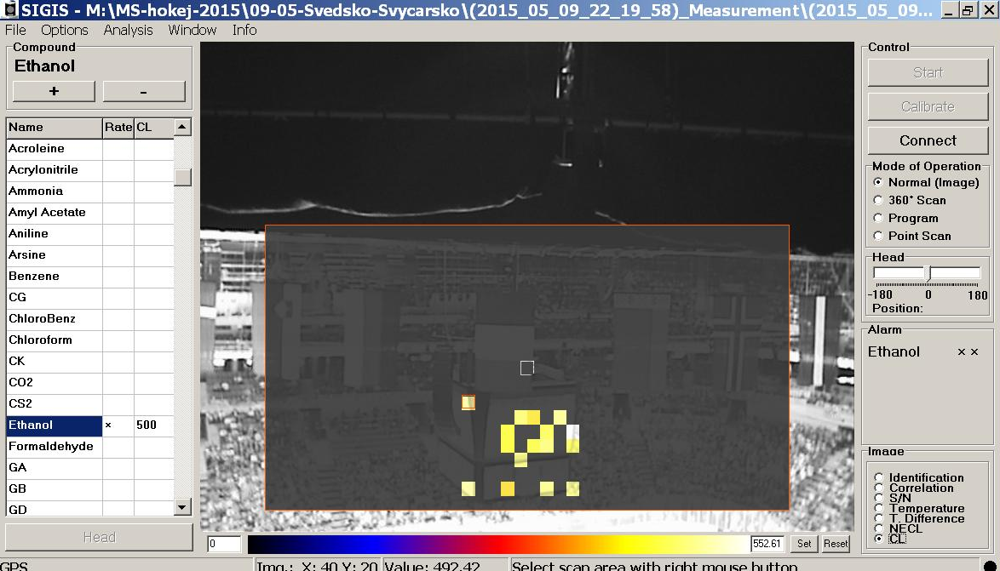 SIGIS - M:\MS-hokej-2015\09-05-Svedsko-Svycarsko\(2015_05_09_22_19_58)_Measurement\(2015_05_09...
File Options Analysis Window Info
Compound
Ethanol
+ -
Name Rate CL
Acroleine
Acrylonitrile
Ammonia
Amyl Acetate
Aniline
Arsine
Benzene
CG
ChloroBenz
Chloroform
CK
CO2
CS2
Ethanol × 500
Formaldehyde
GA
GB
GD
Head
0
552.61
Set
Reset
Control
Start
Calibrate
Connect
Mode of Operation
Normal (Image)
360° Scan
Program
Point Scan
Head
-180 0 180
Position:
Alarm
Ethanol × ×
Image
Identification
Correlation
S/N
Temperature
T. Difference
NECL
CL
GPS
Img.: X: 40 Y: 20
Value: 492.42
Select scan area with right mouse button